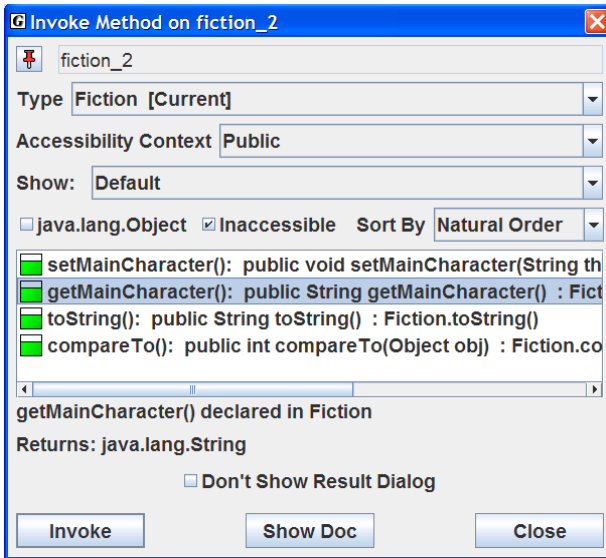 Invoke Method on fiction_2
fiction_2
Type Fiction [Current]
Accessibility Context Public
Show: Default
java.lang.Object Inaccessible Sort By Natural Order
setMainCharacter(): public void setMainCharacter(String th
getMainCharacter(): public String getMainCharacter() : Fict
toString(): public String toString() : Fiction.toString()
compareTo(): public int compareTo(Object obj) : Fiction.co
getMainCharacter() declared in Fiction
Returns: java.lang.String
Don't Show Result Dialog
Invoke Show Doc Close